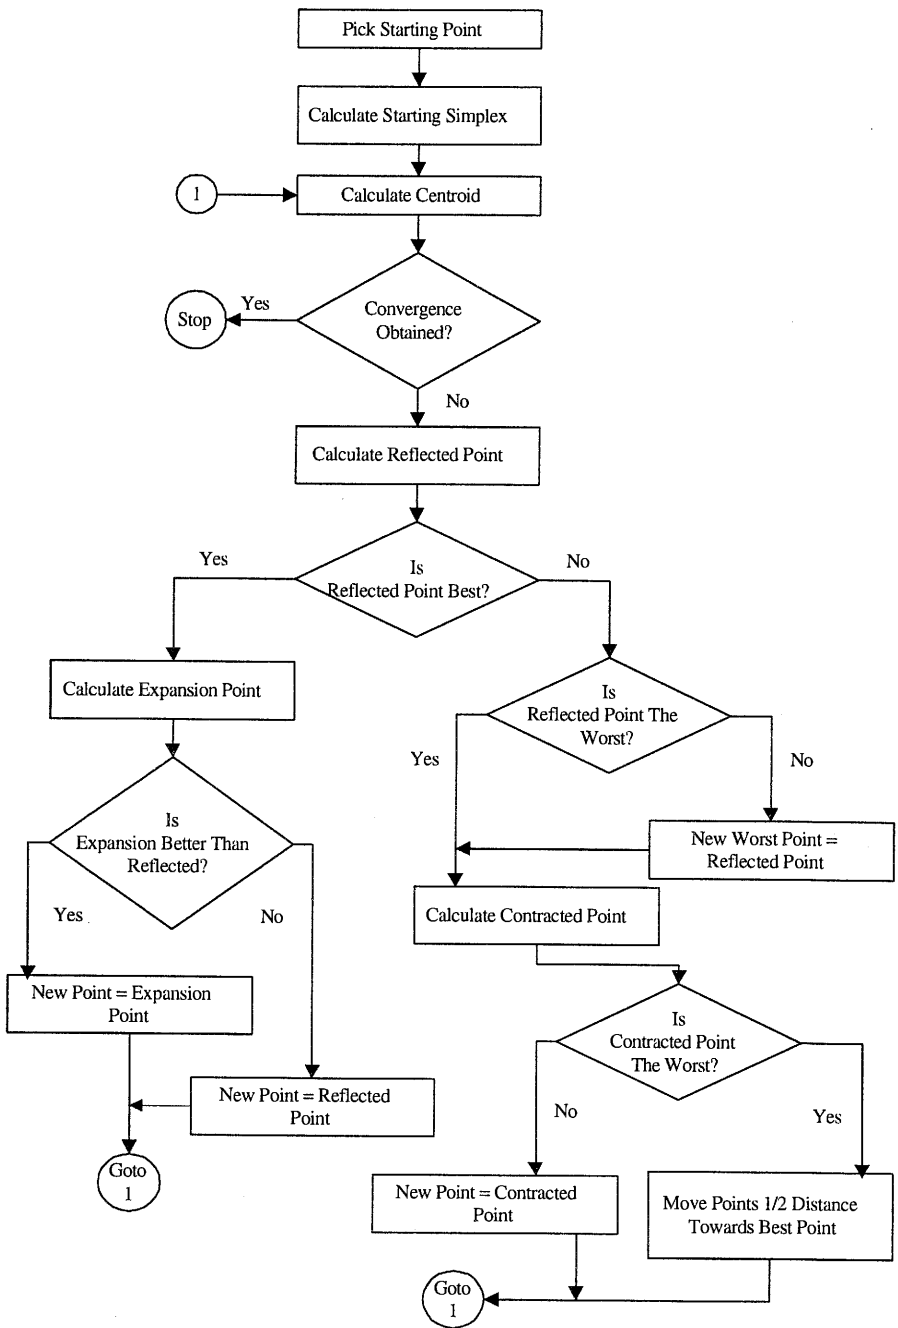 Pick Starting Point
Calculate Starting Simplex
1
Calculate Centroid
Yes
Stop
Convergence
Obtained?
No
Calculate Reflected Point
Yes
Is
Reflected Point Best?
No
Calculate Expansion Point
Is
Reflected Point The
Worst?
Yes
No
Is
Expansion Better Than
Reflected?
New Worst Point =
Reflected Point
Yes
No
Calculate Contracted Point
New Point = Expansion
Point
Is
Contracted Point
The Worst?
New Point = Reflected
Point
No
Yes
Goto
1
New Point = Contracted
Point
Move Points 1/2 Distance
Towards Best Point
Goto
1